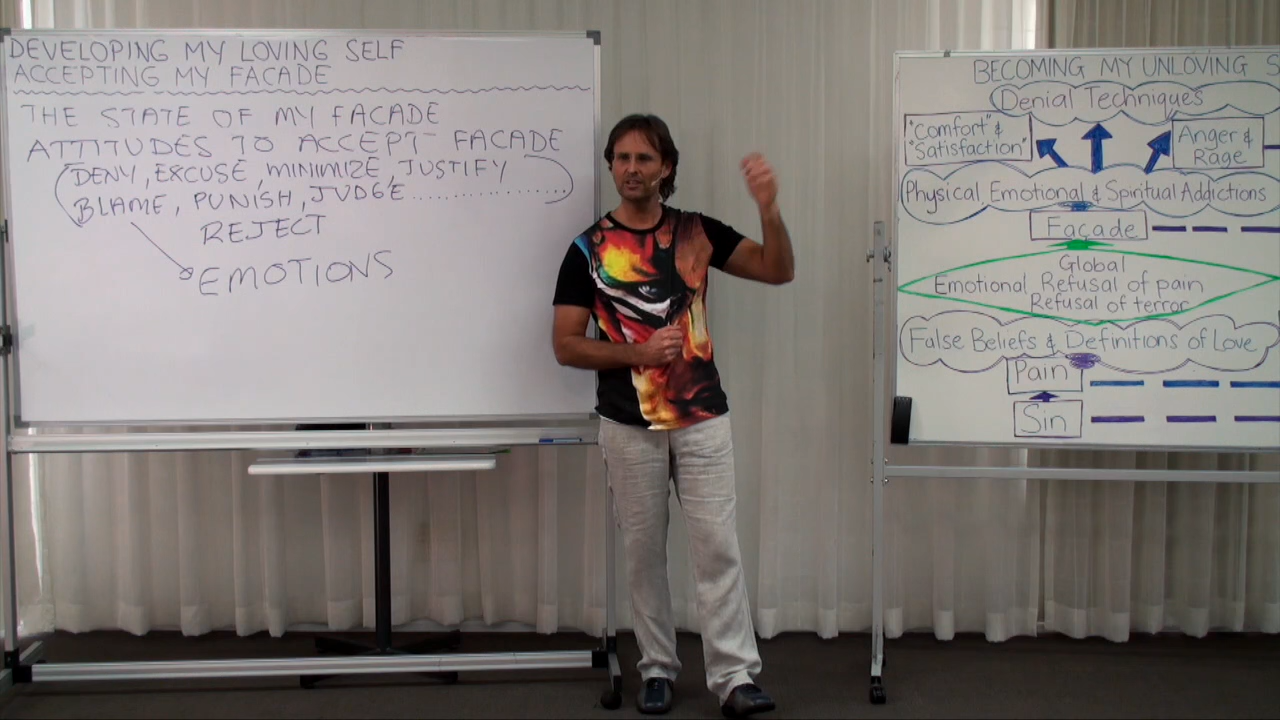 DEVELOPING MY LOVING SELF
ACCEPTING MY FACADE
THE STATE OF MY FACADE
ATTITUDES TO ACCEPT FACADE
(DENY, EXCUSE, MINIMIZE, JUSTIFY
BLAME, PUNISH, JUDGE ..............)
REJECT
EMOTIONS
BECOMING MY UNLOVING S
Denial Techniques
"Comfort" &
"Satisfaction"
Anger &
Rage
Physical, Emotional & Spiritual Addictions
Façade
Global
Emotional Refusal of pain
Refusal of terror
False Beliefs & Definitions of Love
Pain
Sin